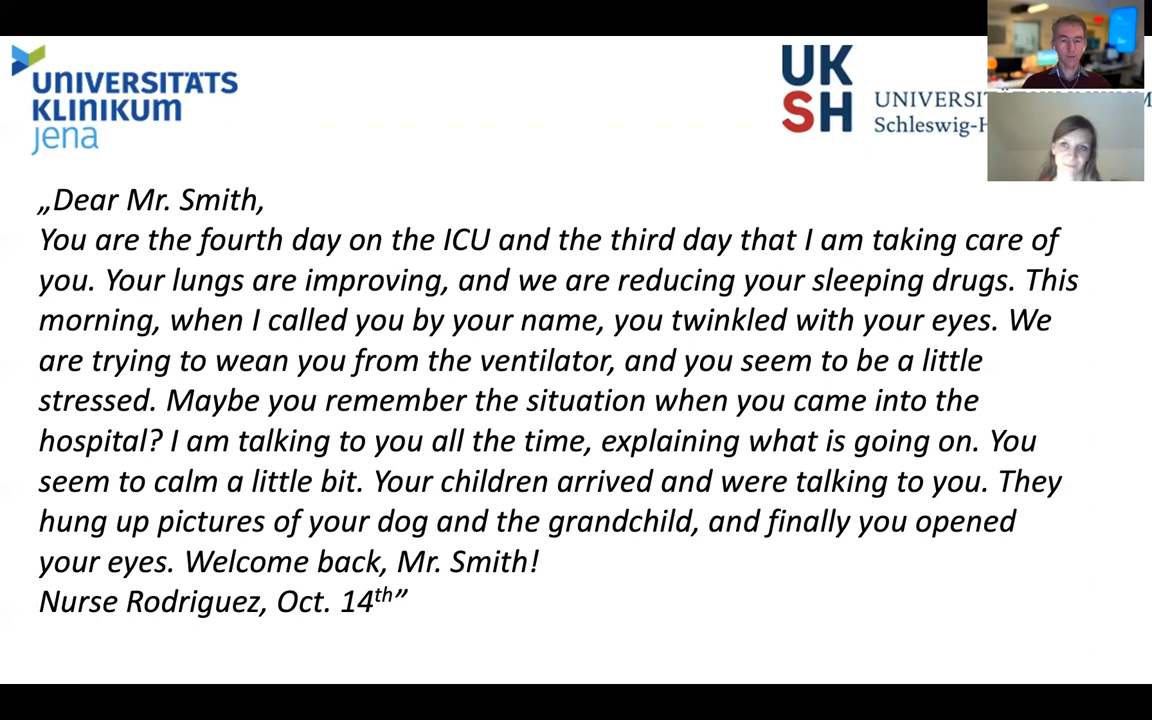 UNIVERSITÄTS
KLINIKUM
jena
UK
SH
Schleswig-H
„Dear Mr. Smith,
You are the fourth day on the ICU and the third day that I am taking care of
you. Your lungs are improving, and we are reducing your sleeping drugs. This
morning, when I called you by your name, you twinkled with your eyes. We
are trying to wean you from the ventilator, and you seem to be a little
stressed. Maybe you remember the situation when you came into the
hospital? I am talking to you all the time, explaining what is going on. You
seem to calm a little bit. Your children arrived and were talking to you. They
hung up pictures of your dog and the grandchild, and finally you opened
your eyes. Welcome back, Mr. Smith!
Nurse Rodriguez, Oct. 14th”